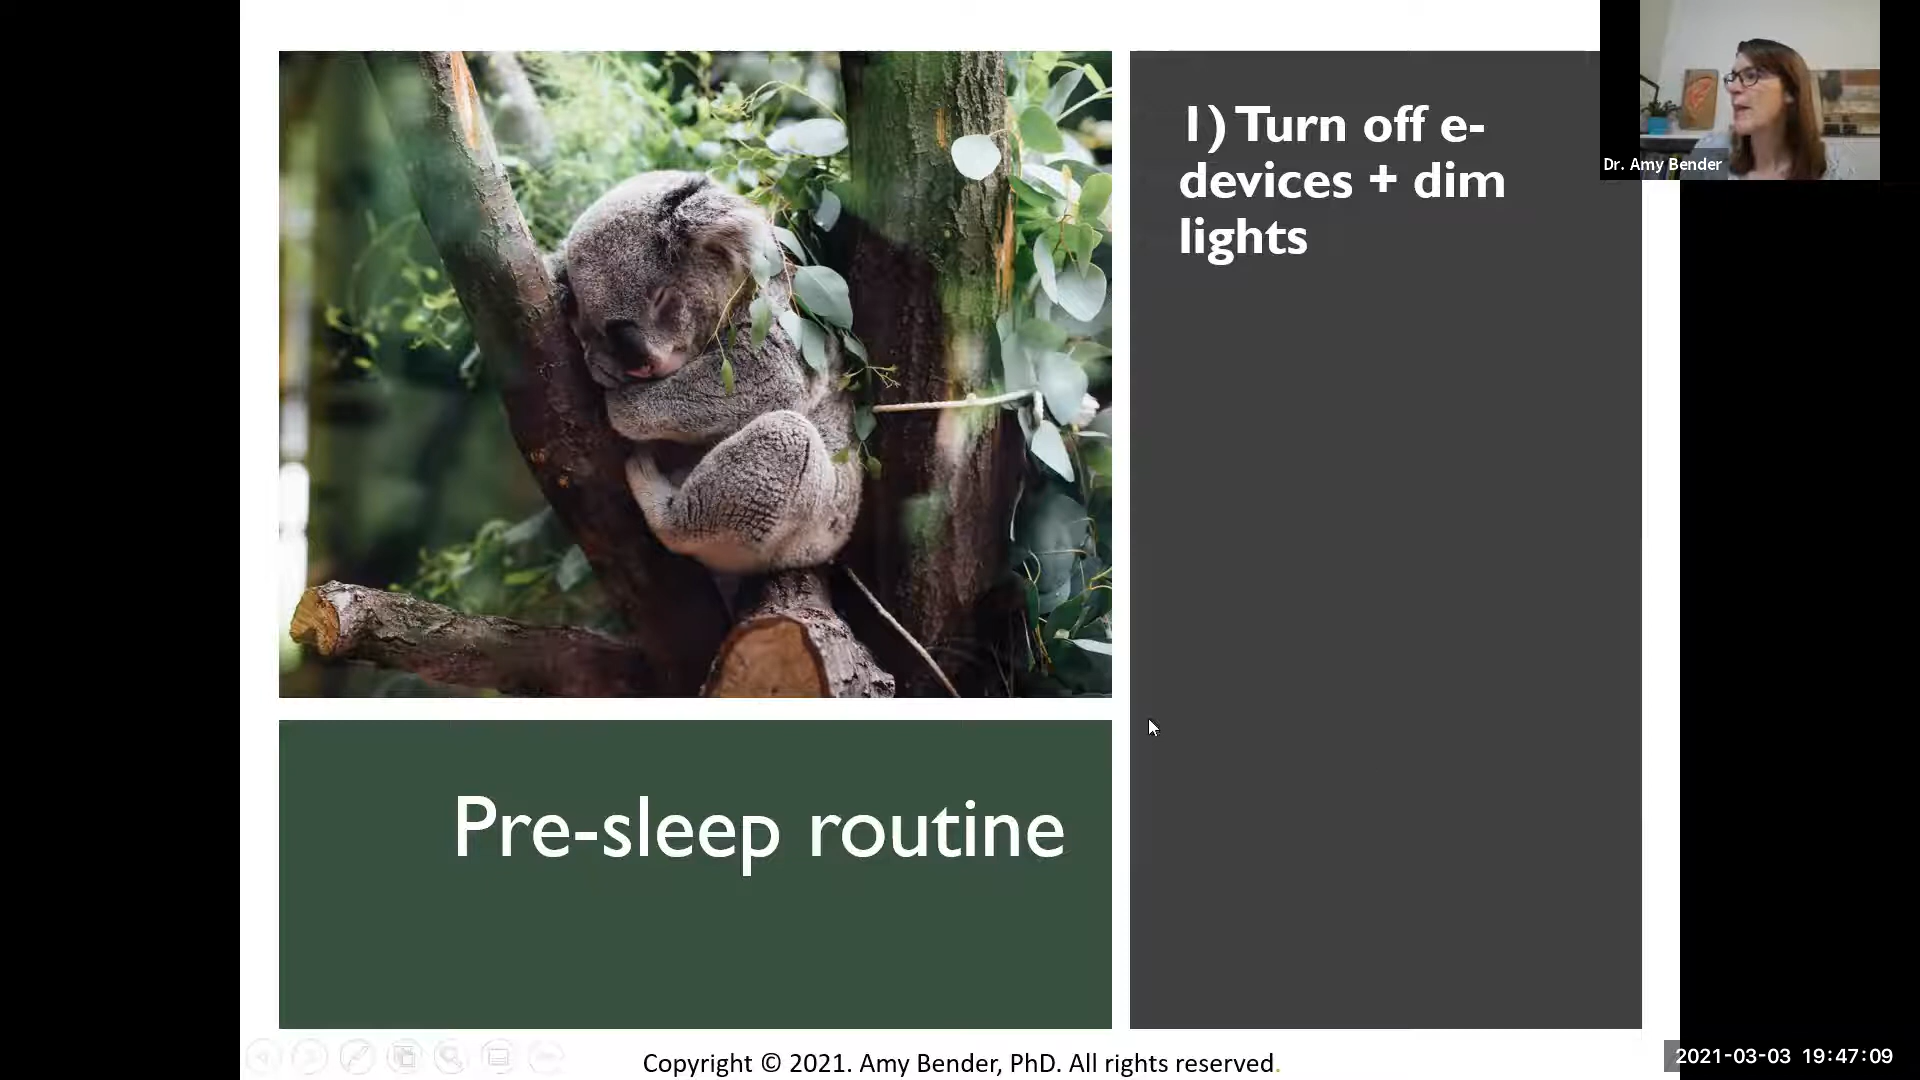 1) Turn off e-
devices + dim
lights
Dr. Amy Bender
Pre-sleep routine
Copyright © 2021. Amy Bender, PhD. All rights reserved.
2021-03-03 19:47:09